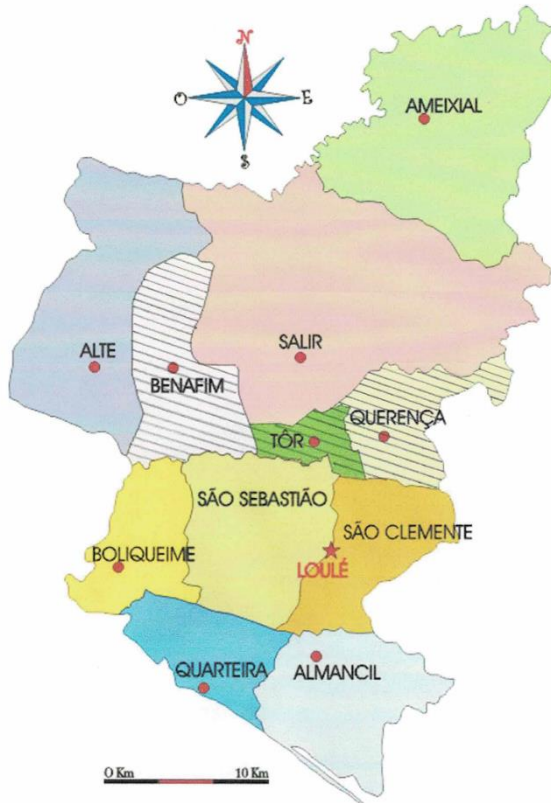 N
O
E
S
AMEIXIAL
ALTE
BENAFIM
SALIR
TÔR
QUERENÇA
SÃO SEBASTIÃO
SÃO CLEMENTE
BOLIQUEIME
LOULÉ
QUARTEIRA
ALMANCIL
0 Km
10 Km